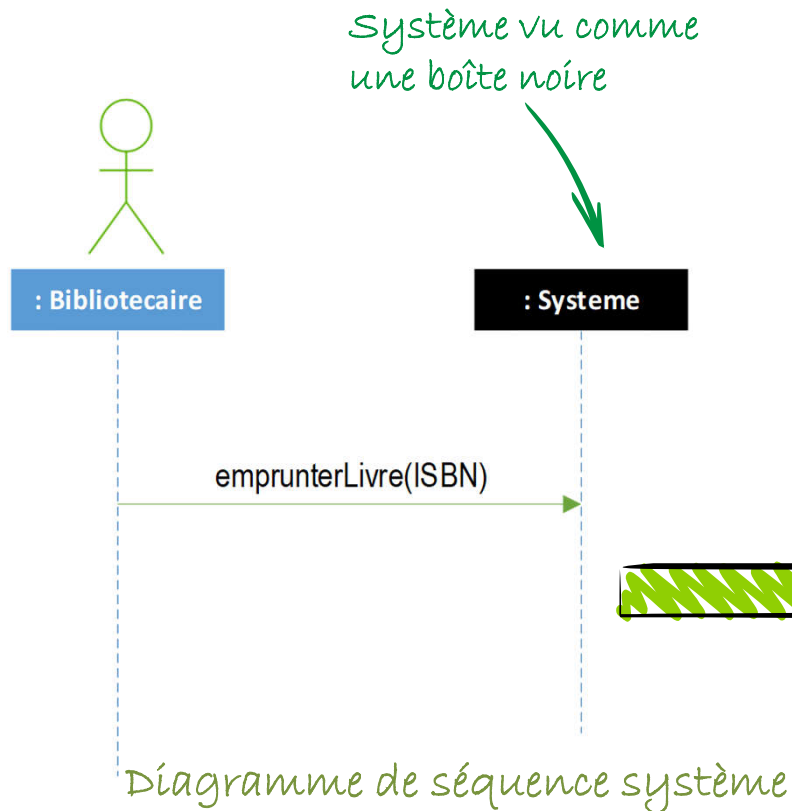 Système vu comme
une boîte noire
: Bibliotecaire
: Systeme
emprunterLivre(ISBN)
Diagramme de séquence système